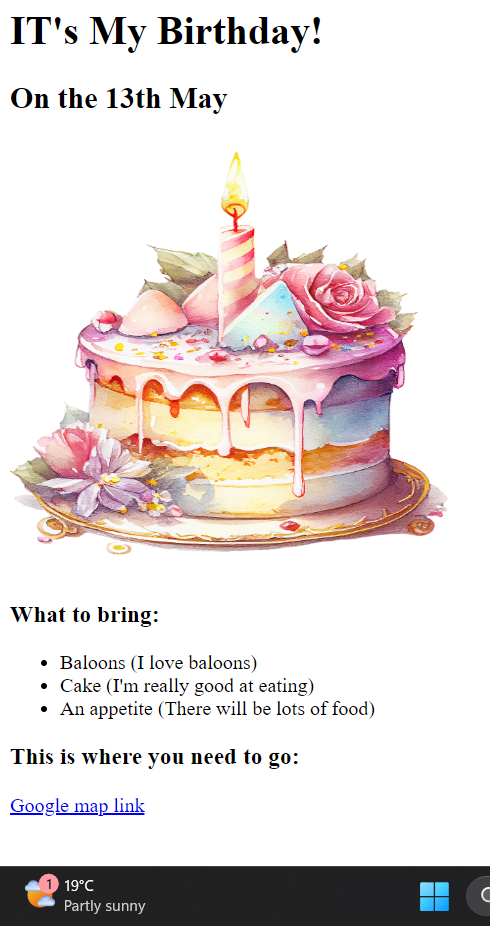 IT's My Birthday!
On the 13th May
What to bring:
Baloons (I love baloons)
Cake (I'm really good at eating)
An appetite (There will be lots of food)
This is where you need to go:
Google map link
1
19°C
Partly sunny